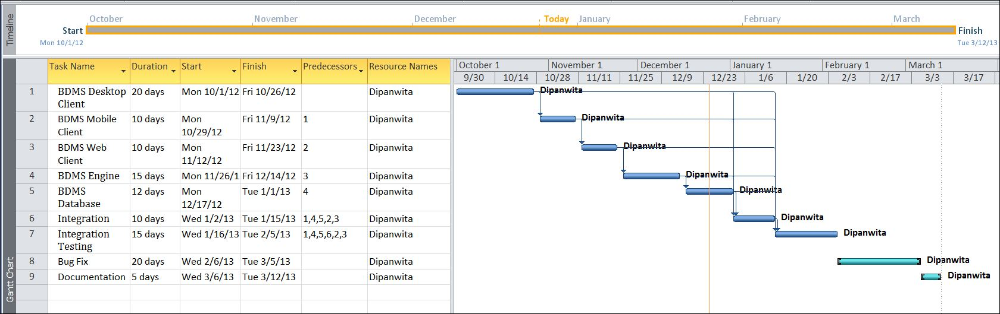 Timeline
October November December Today January February March
Start
Mon 10/1/12
Finish
Tue 3/12/13
Gantt Chart
Task Name Duration Start Finish Predecessors Resource Names
October 1 November 1 December 1 January 1 February 1 March 1
9/30 10/14 10/28 11/11 11/25 12/9 12/23 1/6 1/20 2/3 2/17 3/3 3/17
1 BDMS Desktop 20 days Mon 10/1/12 Fri 10/26/12 Dipanwita Dipanwita
Client
2 BDMS Mobile 10 days Mon Fri 11/9/12 1 Dipanwita Dipanwita
Client 10/29/12
3 BDMS Web 10 days Mon Fri 11/23/12 2 Dipanwita Dipanwita
Client 11/12/12
4 BDMS Engine 15 days Mon 11/26/1 Fri 12/14/12 3 Dipanwita Dipanwita
5 BDMS 12 days Mon Tue 1/1/13 4 Dipanwita Dipanwita
Database 12/17/12
6 Integration 10 days Wed 1/2/13 Tue 1/15/13 1,4,5,2,3 Dipanwita Dipanwita
7 Integration 15 days Wed 1/16/13 Tue 2/5/13 1,4,5,6,2,3 Dipanwita Dipanwita
Testing
8 Bug Fix 20 days Wed 2/6/13 Tue 3/5/13 Dipanwita Dipanwita
9 Documentation 5 days Wed 3/6/13 Tue 3/12/13 Dipanwita Dipanwita